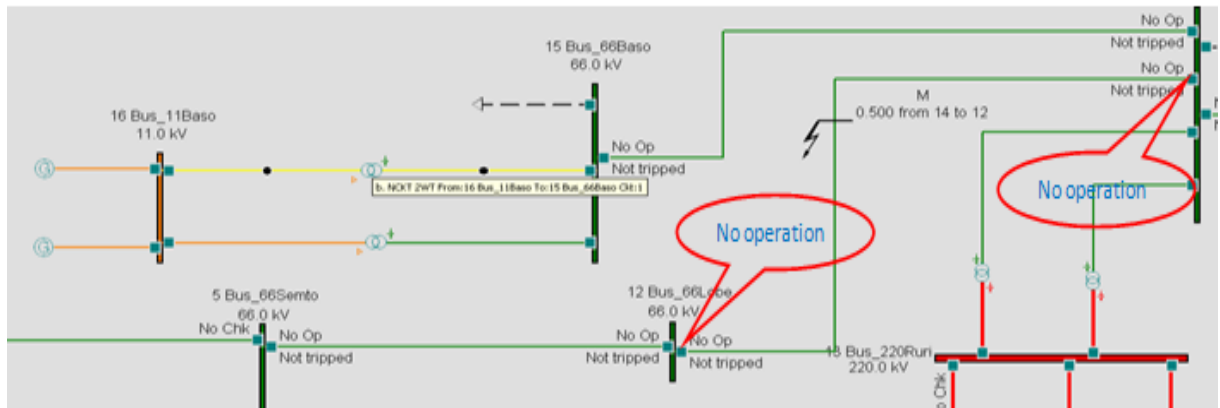 No Op
15 Bus_66Baso
66.0 kV
Not tripped
No Op
Not tripped
M
0.500 from 14 to 12
16 Bus_11Baso
11.0 kV
No Op
Not tripped
G
b. NCKT 2WT From:16 Bus_11Baso To:15 Bus_66Baso Ckt:1
No operation
No operation
G
5 Bus_66Semto
66.0 kV
12 Bus_66Lobe
66.0 kV
No Chk
No Op
Not tripped
No Op
Not tripped
No Op
Not tripped
Bus_220Ruri
220.0 kV
No Chk